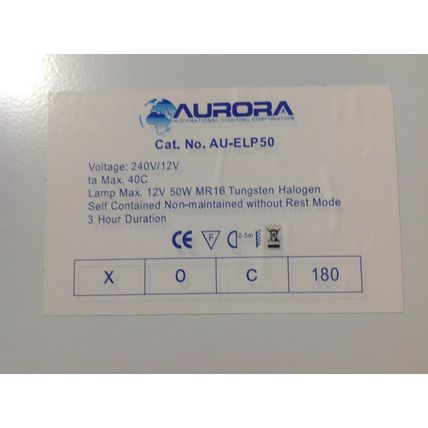 AURORA
INTERNATIONAL LIGHTING CORPORATION
Cat. No. AU-ELP50
Voltage: 240V/12V
ta Max. 40C
Lamp Max. 12V 50W MR16 Tungsten Halogen
Self Contained Non-maintained without Rest Mode
3 Hour Duration
CE F 0.5m
X O C 180